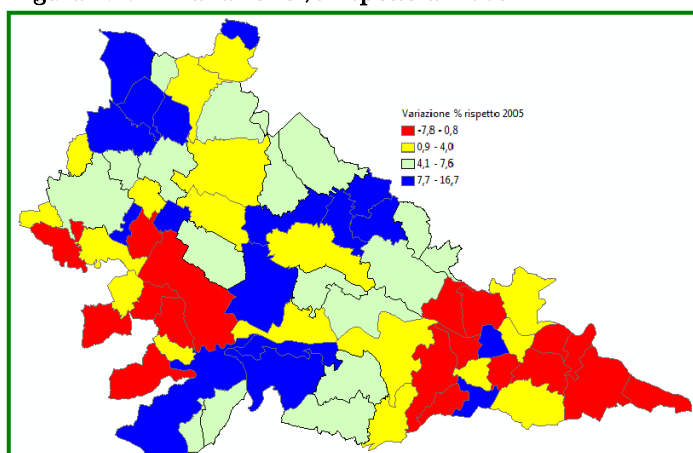 Variazione % rispetto 2005
-7,8 - 0,8
0,9 - 4,0
4,1 - 7,6
7,7 - 16,7